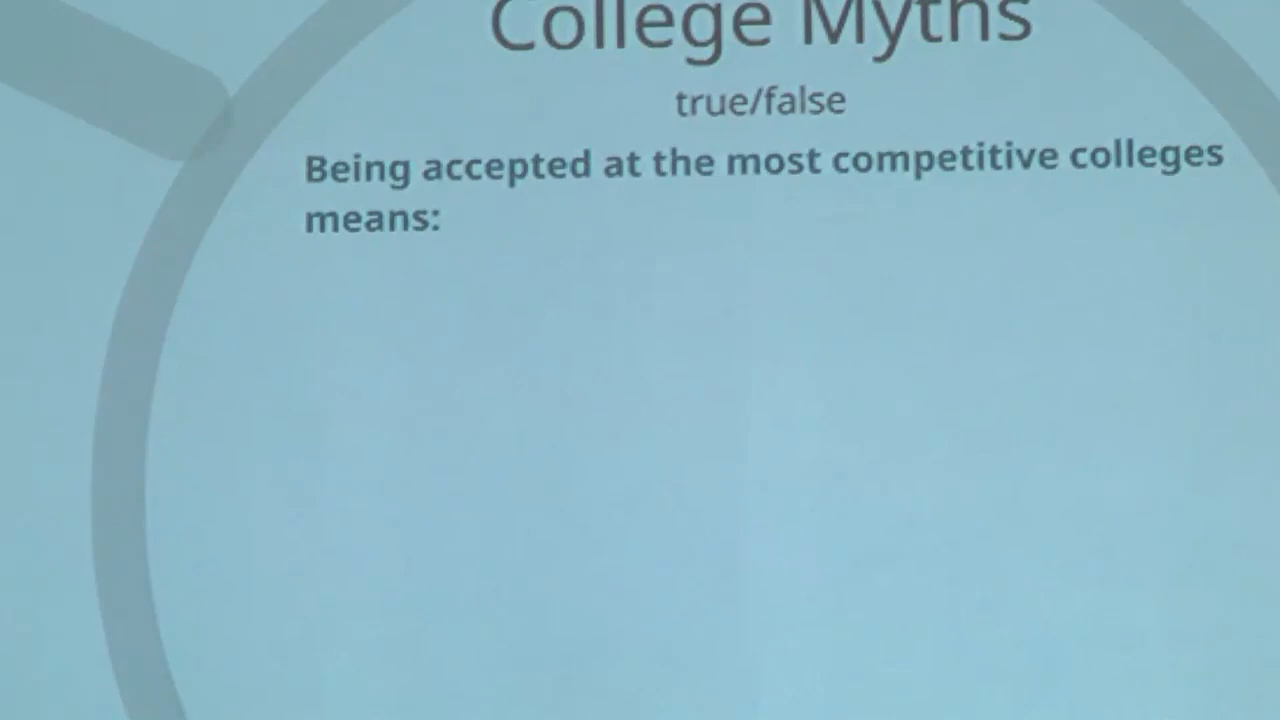 College Myths
true/false
Being accepted at the most competitive colleges
means: